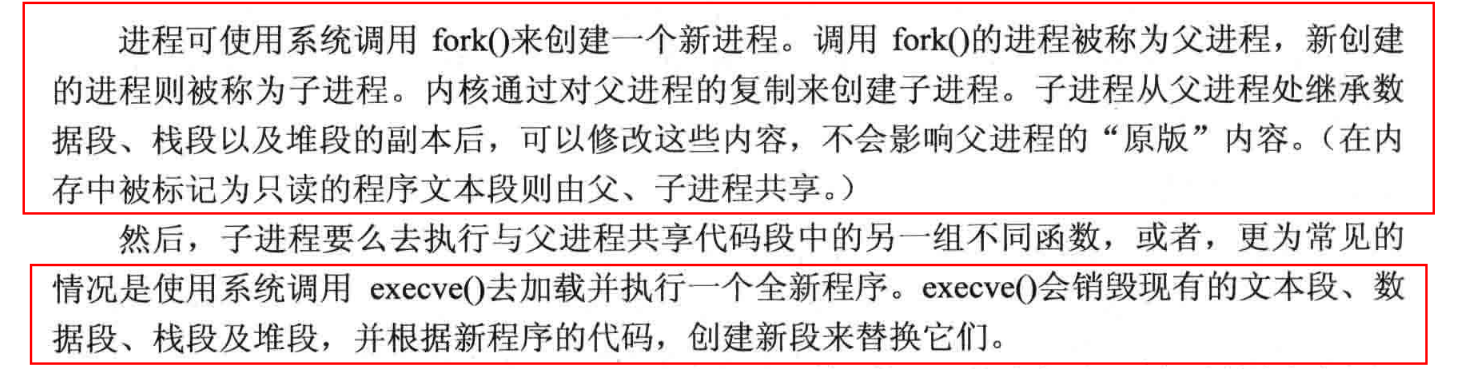 进程可使用系统调用 fork()来创建一个新进程。调用 fork()的进程被称为父进程，新创建
的进程则被称为子进程。内核通过对父进程的复制来创建子进程。子进程从父进程处继承数
据段、栈段以及堆段的副本后，可以修改这些内容，不会影响父进程的“原版”内容。（在内
存中被标记为只读的程序文本段则由父、子进程共享。）
然后，子进程要么去执行与父进程共享代码段中的另一组不同函数，或者，更为常见的
情况是使用系统调用 execve()去加载并执行一个全新程序。execve()会销毁现有的文本段、数
据段、栈段及堆段，并根据新程序的代码，创建新段来替换它们。